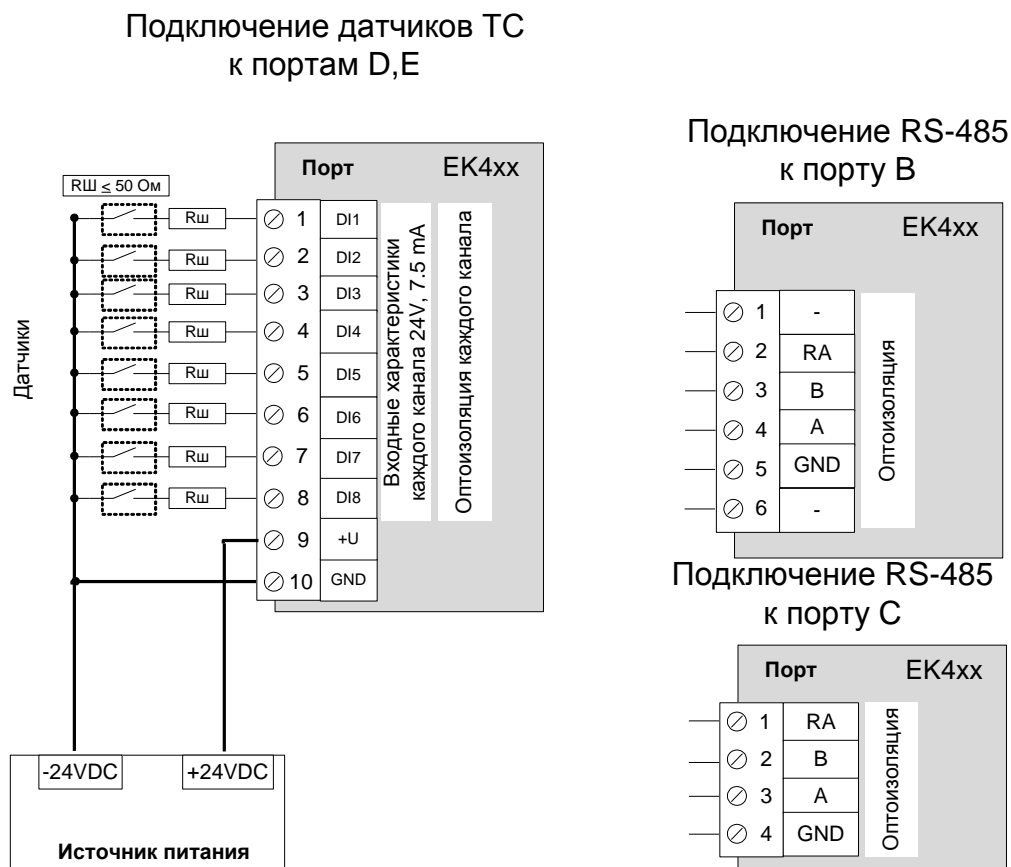 Подключение датчиков ТС
к портам D,E
Порт EK4xx
RШ ≤ 50 Ом
Датчики
Rш 1 DI1
Rш 2 DI2
Rш 3 DI3
Rш 4 DI4
Rш 5 DI5
Rш 6 DI6
Rш 7 DI7
Rш 8 DI8
9 +U
10 GND
Входные характеристики
каждого канала 24V, 7.5 mA
Оптоизоляция каждого канала
-24VDC +24VDC
Источник питания
Подключение RS-485
к порту B
Порт EK4xx
1 -
2 RA
3 B
4 A
5 GND
6 -
Оптоизоляция
Подключение RS-485
к порту C
Порт EK4xx
1 RA
2 B
3 A
4 GND
Оптоизоляция